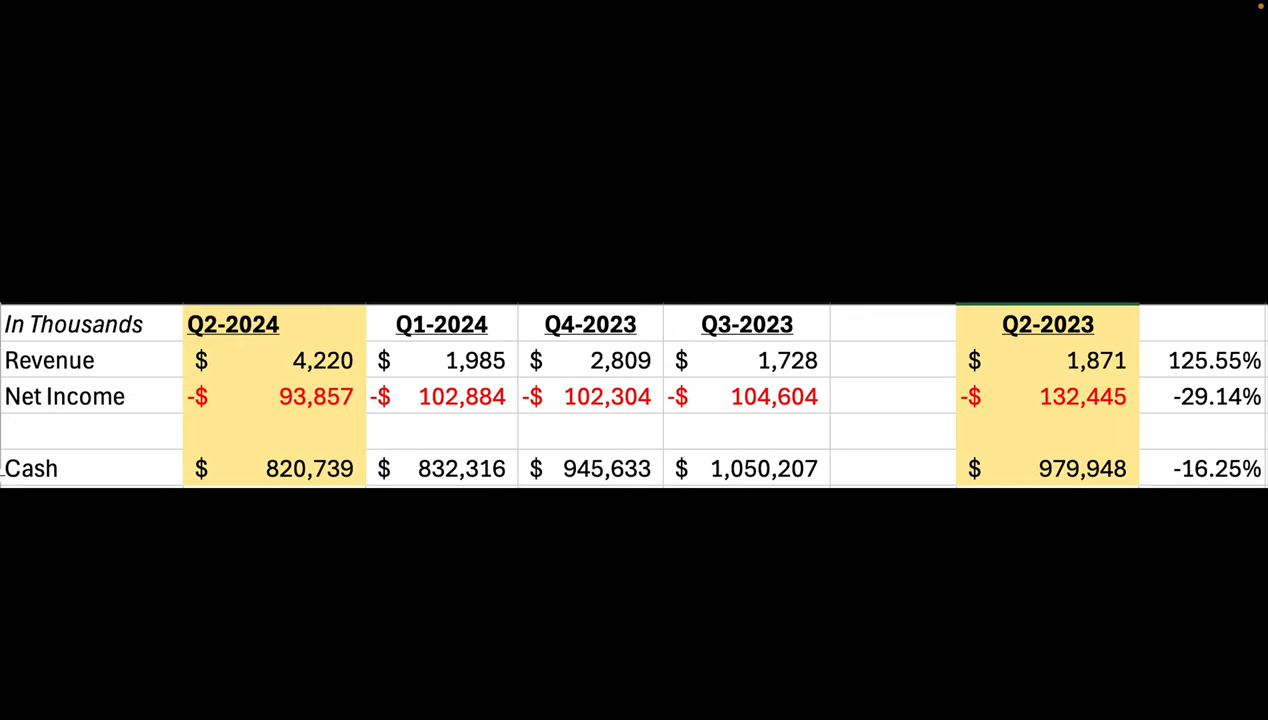 In Thousands Q2-2024 Q1-2024 Q4-2023 Q3-2023 Q2-2023
Revenue $ 4,220 $ 1,985 $ 2,809 $ 1,728 $ 1,871 125.55%
Net Income -$ 93,857 -$ 102,884 -$ 102,304 -$ 104,604 -$ 132,445 -29.14%
Cash $ 820,739 $ 832,316 $ 945,633 $ 1,050,207 $ 979,948 -16.25%